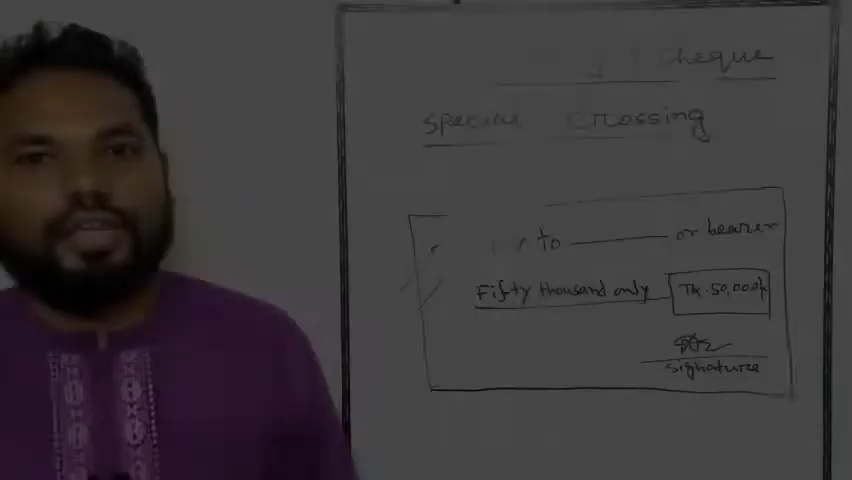 cheque
special crossing
to or bearer
Fifty thousand only Tk. 50,000/
signature